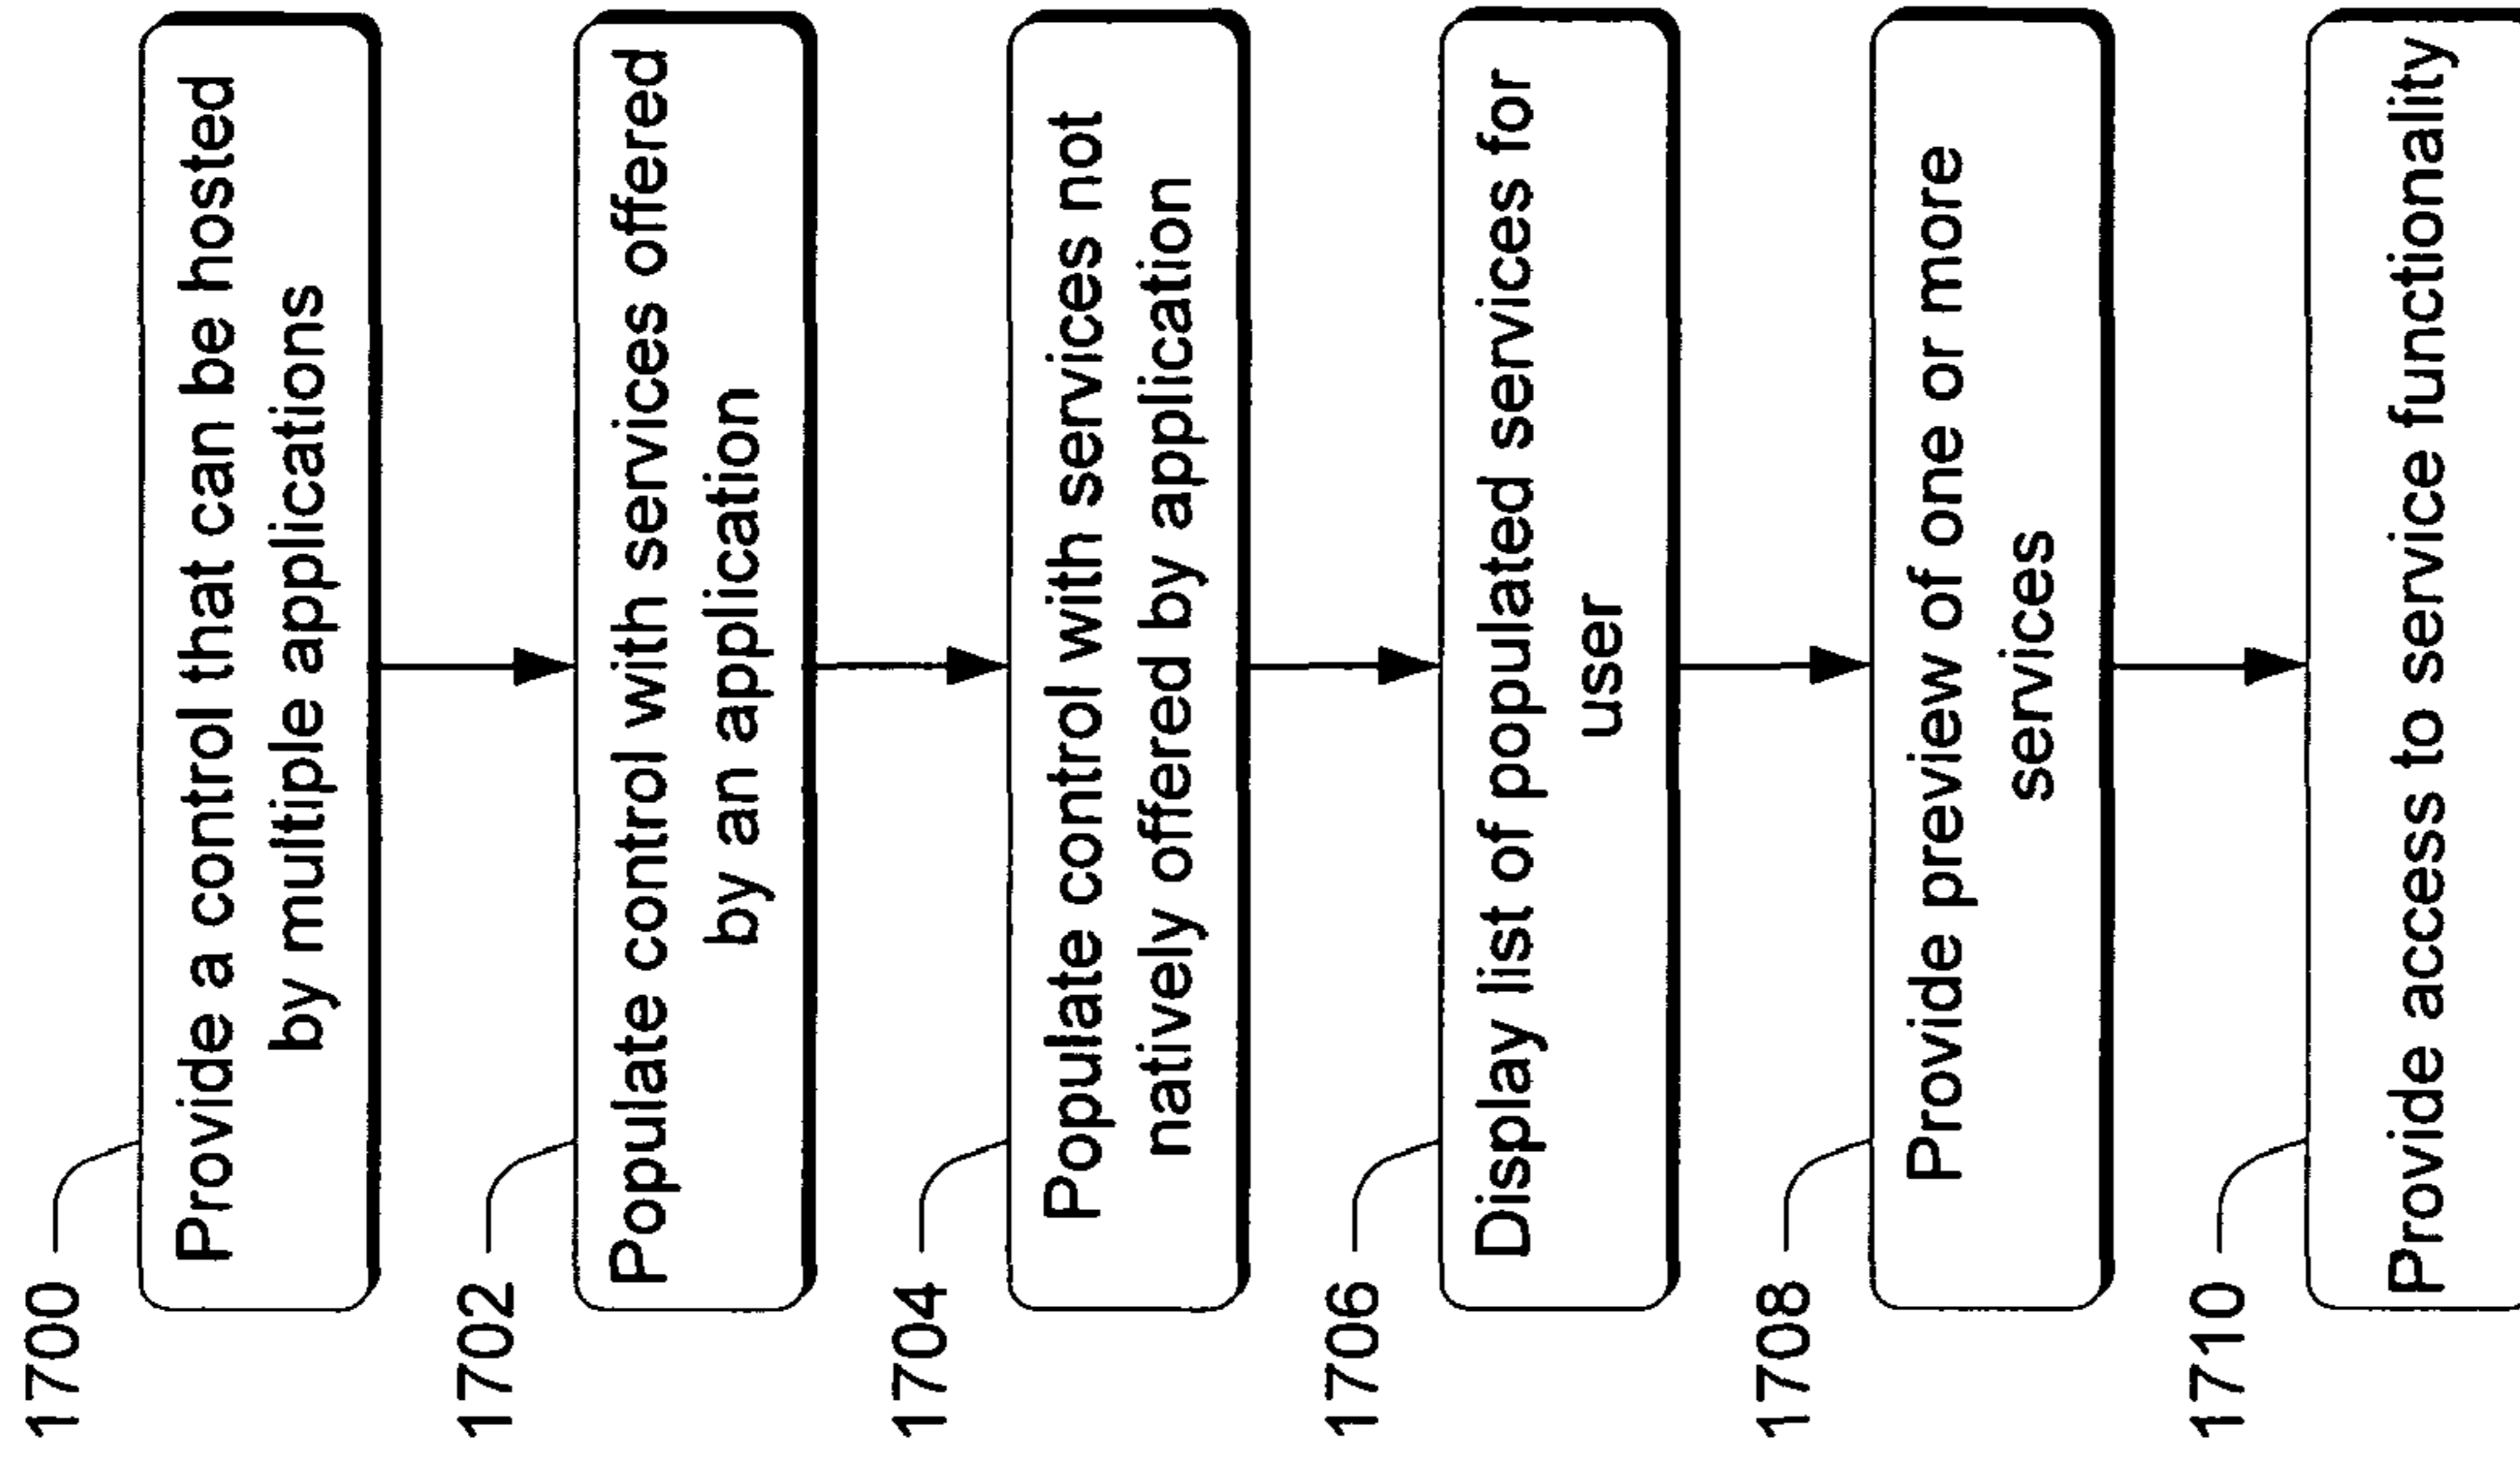 1700
Provide a control that can be hosted
by multiple applications
1702
Populate control with services offered
by an application
1704
Populate control with services not
natively offered by application
1706
Display list of populated services for
user
1708
Provide preview of one or more
services
1710
Provide access to service functionality